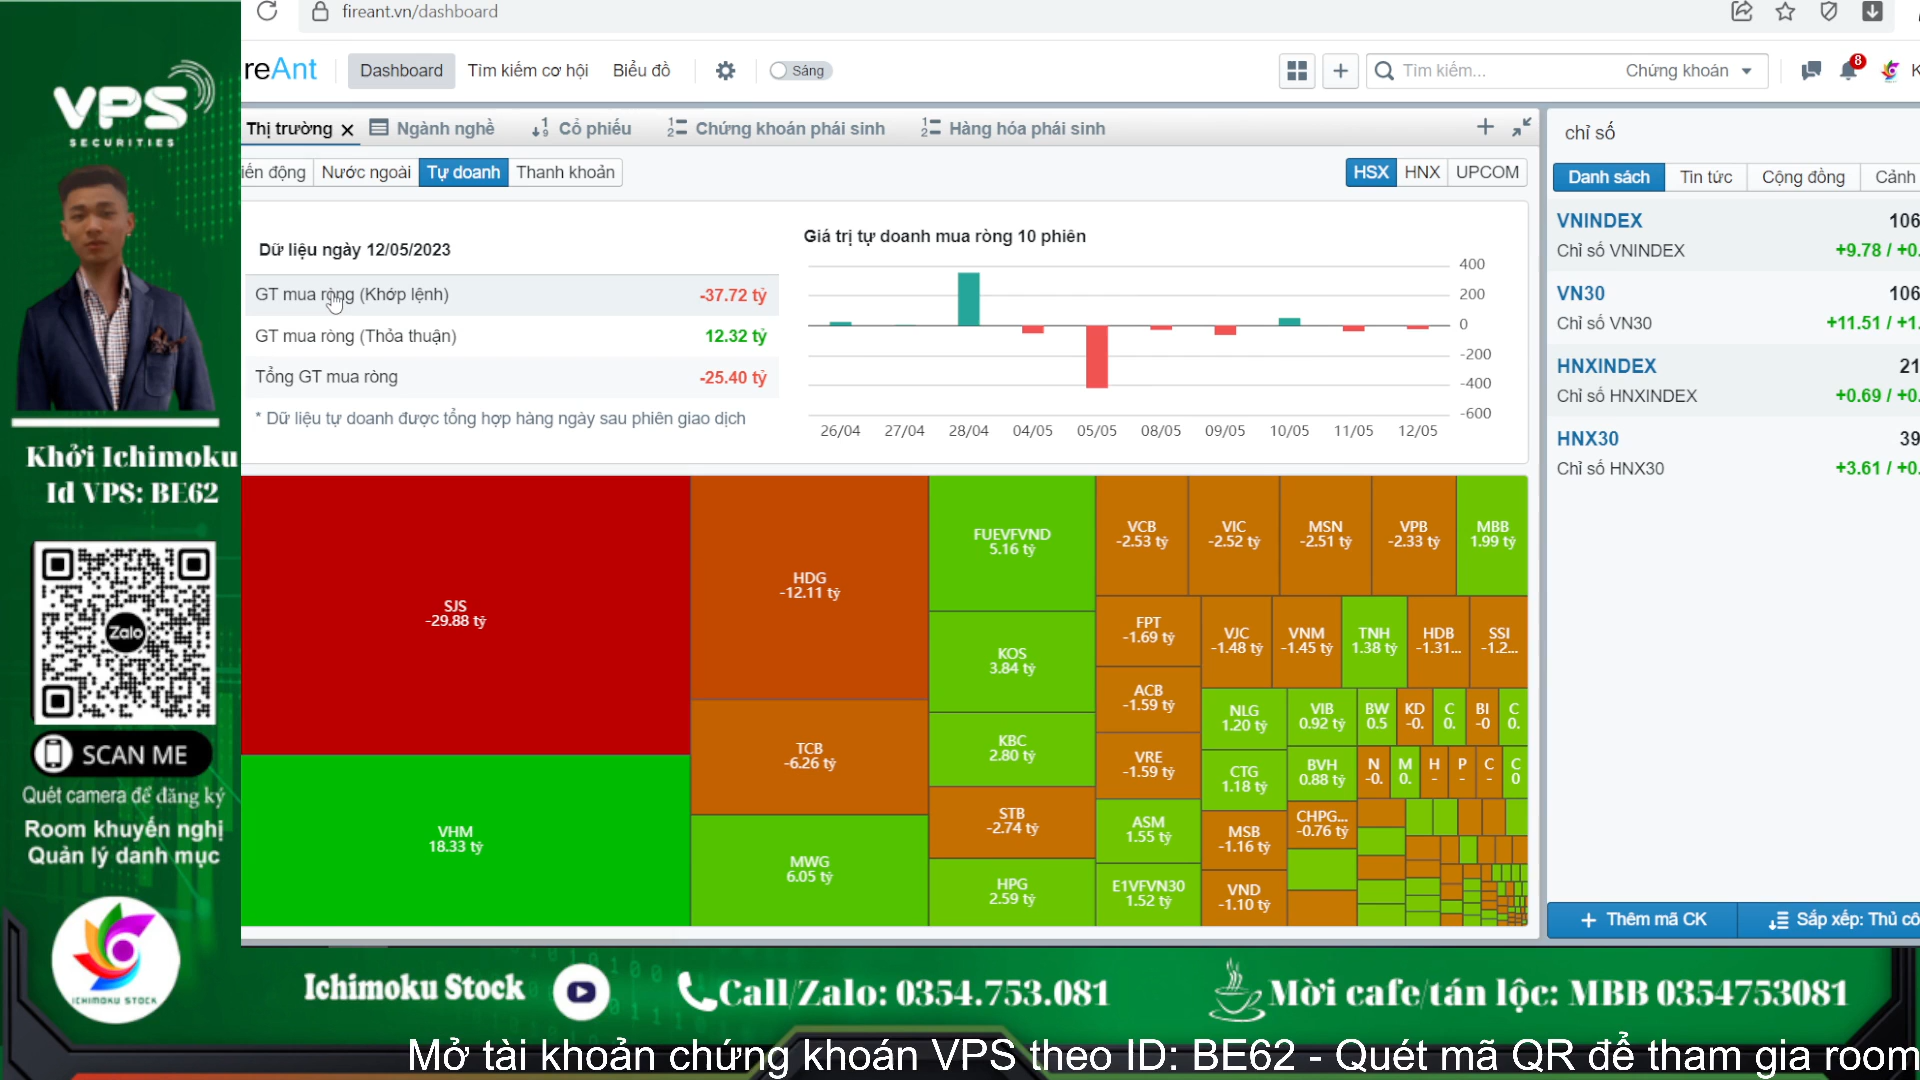 VPS
SECURITIES
Khởi Ichimoku
Id VPS: BE62
Zalo
SCAN ME
Quét camera để đăng ký
Room khuyến nghị
Quản lý danh mục
ICHIMOKU STOCK
fireant.vn/dashboard
reAnt
Dashboard
Tìm kiếm cơ hội
Biểu đồ
Sáng
Tìm kiếm...
Chứng khoán
8
K
Thị trường
Ngành nghề
Cổ phiếu
Chứng khoán phái sinh
Hàng hóa phái sinh
iến động
Nước ngoài
Tự doanh
Thanh khoản
HSX
HNX
UPCOM
Dữ liệu ngày 12/05/2023
GT mua ròng (Khớp lệnh) -37.72 tỷ
GT mua ròng (Thỏa thuận) 12.32 tỷ
Tổng GT mua ròng -25.40 tỷ
* Dữ liệu tự doanh được tổng hợp hàng ngày sau phiên giao dịch
Giá trị tự doanh mua ròng 10 phiên
400
200
0
-200
-400
-600
26/04 27/04 28/04 04/05 05/05 08/05 09/05 10/05 11/05 12/05
SJS
-29.88 tỷ
VHM
18.33 tỷ
HDG
-12.11 tỷ
TCB
-6.26 tỷ
MWG
6.05 tỷ
FUEVFVND
5.16 tỷ
KOS
3.84 tỷ
KBC
2.80 tỷ
STB
-2.74 tỷ
HPG
2.59 tỷ
VCB
-2.53 tỷ
VIC
-2.52 tỷ
MSN
-2.51 tỷ
VPB
-2.33 tỷ
MBB
1.99 tỷ
FPT
-1.69 tỷ
ACB
-1.59 tỷ
VRE
-1.59 tỷ
ASM
1.55 tỷ
E1VFVN30
1.52 tỷ
VJC
-1.48 tỷ
VNM
-1.45 tỷ
TNH
1.38 tỷ
HDB
-1.31...
SSI
-1.2...
NLG
1.20 tỷ
CTG
1.18 tỷ
MSB
-1.16 tỷ
VND
-1.10 tỷ
VIB
0.92 tỷ
BVH
0.88 tỷ
CHPG...
-0.76 tỷ
BW
0.5
KD
-0.
C
0.
BI
-0
C
0.
N
-0.
M
0.
H
-
P
-
C
-
C
0
chỉ số
Danh sách
Tin tức
Cộng đồng
Cảnh
VNINDEX 106
Chỉ số VNINDEX +9.78 / +0.
VN30 106
Chỉ số VN30 +11.51 / +1.
HNXINDEX 21
Chỉ số HNXINDEX +0.69 / +0.
HNX30 39
Chỉ số HNX30 +3.61 / +0.
Thêm mã CK
Sắp xếp: Thủ cô
Ichimoku Stock
Call/Zalo: 0354.753.081
Mời cafe/tán lộc: MBB 0354753081
Mở tài khoản chứng khoán VPS theo ID: BE62 - Quét mã QR để tham gia room